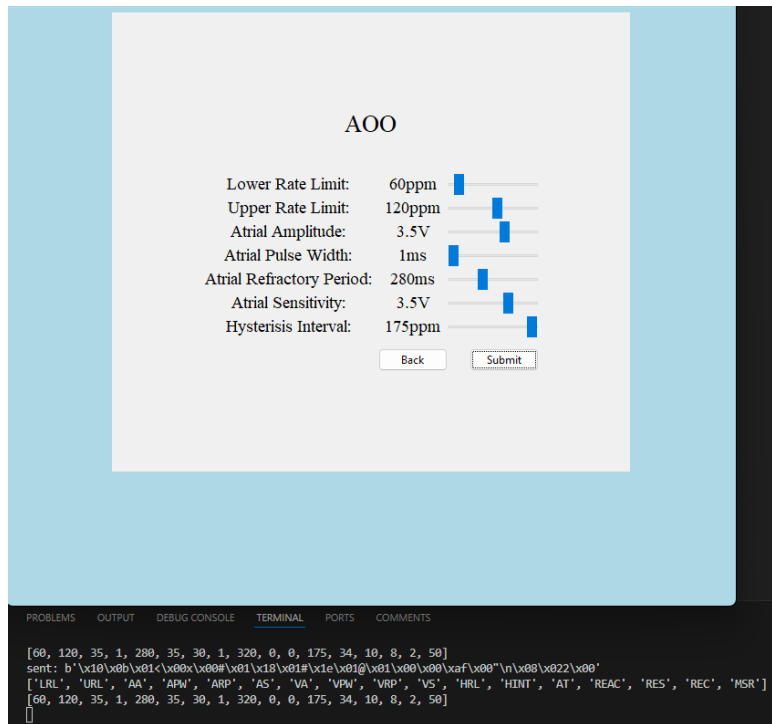 AOO
Lower Rate Limit: 60ppm
Upper Rate Limit: 120ppm
Atrial Amplitude: 3.5V
Atrial Pulse Width: 1ms
Atrial Refractory Period: 280ms
Atrial Sensitivity: 3.5V
Hysterisis Interval: 175ppm
Back Submit
PROBLEMS OUTPUT DEBUG CONSOLE TERMINAL PORTS COMMENTS
[60, 120, 35, 1, 280, 35, 30, 1, 320, 0, 0, 175, 34, 10, 8, 2, 50]
sent: b'\x10\x0b\x01<\x00x\x00#\x01\x18\x01#\x1e\x01@\x01\x00\x00\xaf\x00"\n\x08\x022\x00'
['LRL', 'URL', 'AA', 'APW', 'ARP', 'AS', 'VA', 'VPW', 'VRP', 'VS', 'HRL', 'HINT', 'AT', 'REAC', 'RES', 'REC', 'MSR']
[60, 120, 35, 1, 280, 35, 30, 1, 320, 0, 0, 175, 34, 10, 8, 2, 50]